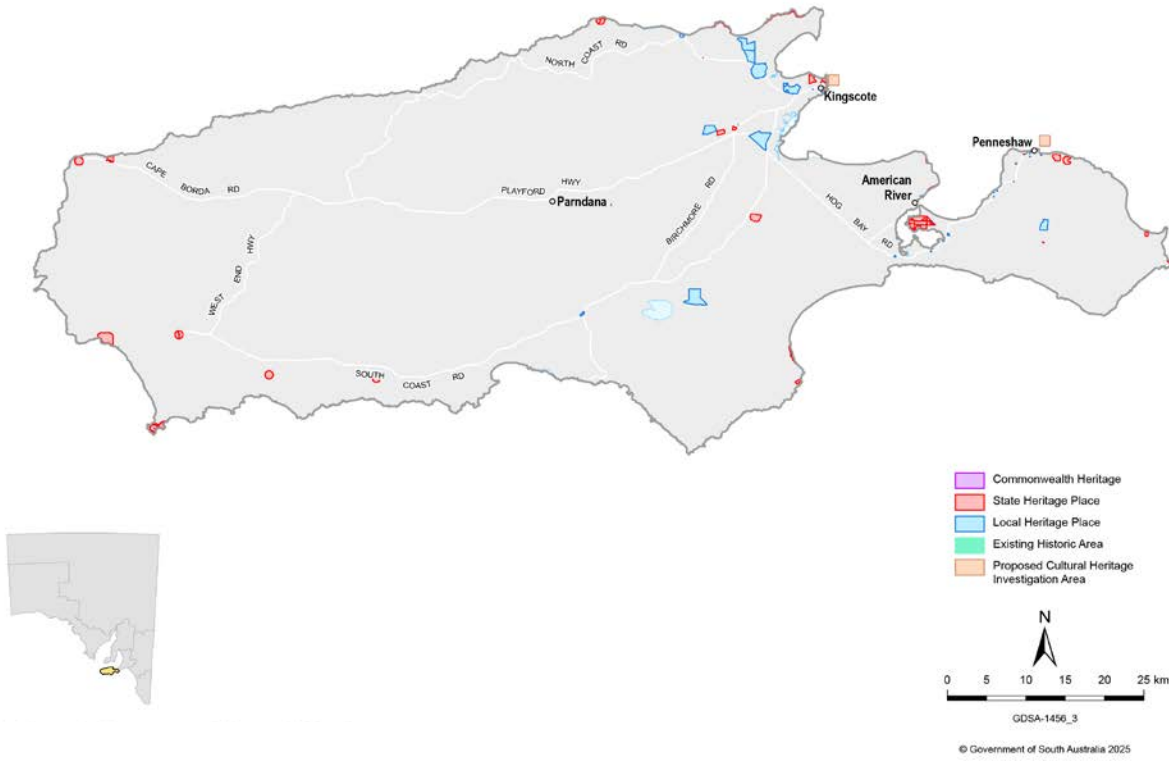 NORTH COAST RD
Kingscote
Penneshaw
CAPE BORDA RD
PLAYFORD HWY
Parndana
BIRCHMORE RD
American
River
HOG BAY RD
WEST END HWY
SOUTH COAST RD
Commonwealth Heritage
State Heritage Place
Local Heritage Place
Existing Historic Area
Proposed Cultural Heritage
Investigation Area
N
0 5 10 15 20 25 km
GDSA-1456_3
© Government of South Australia 2025